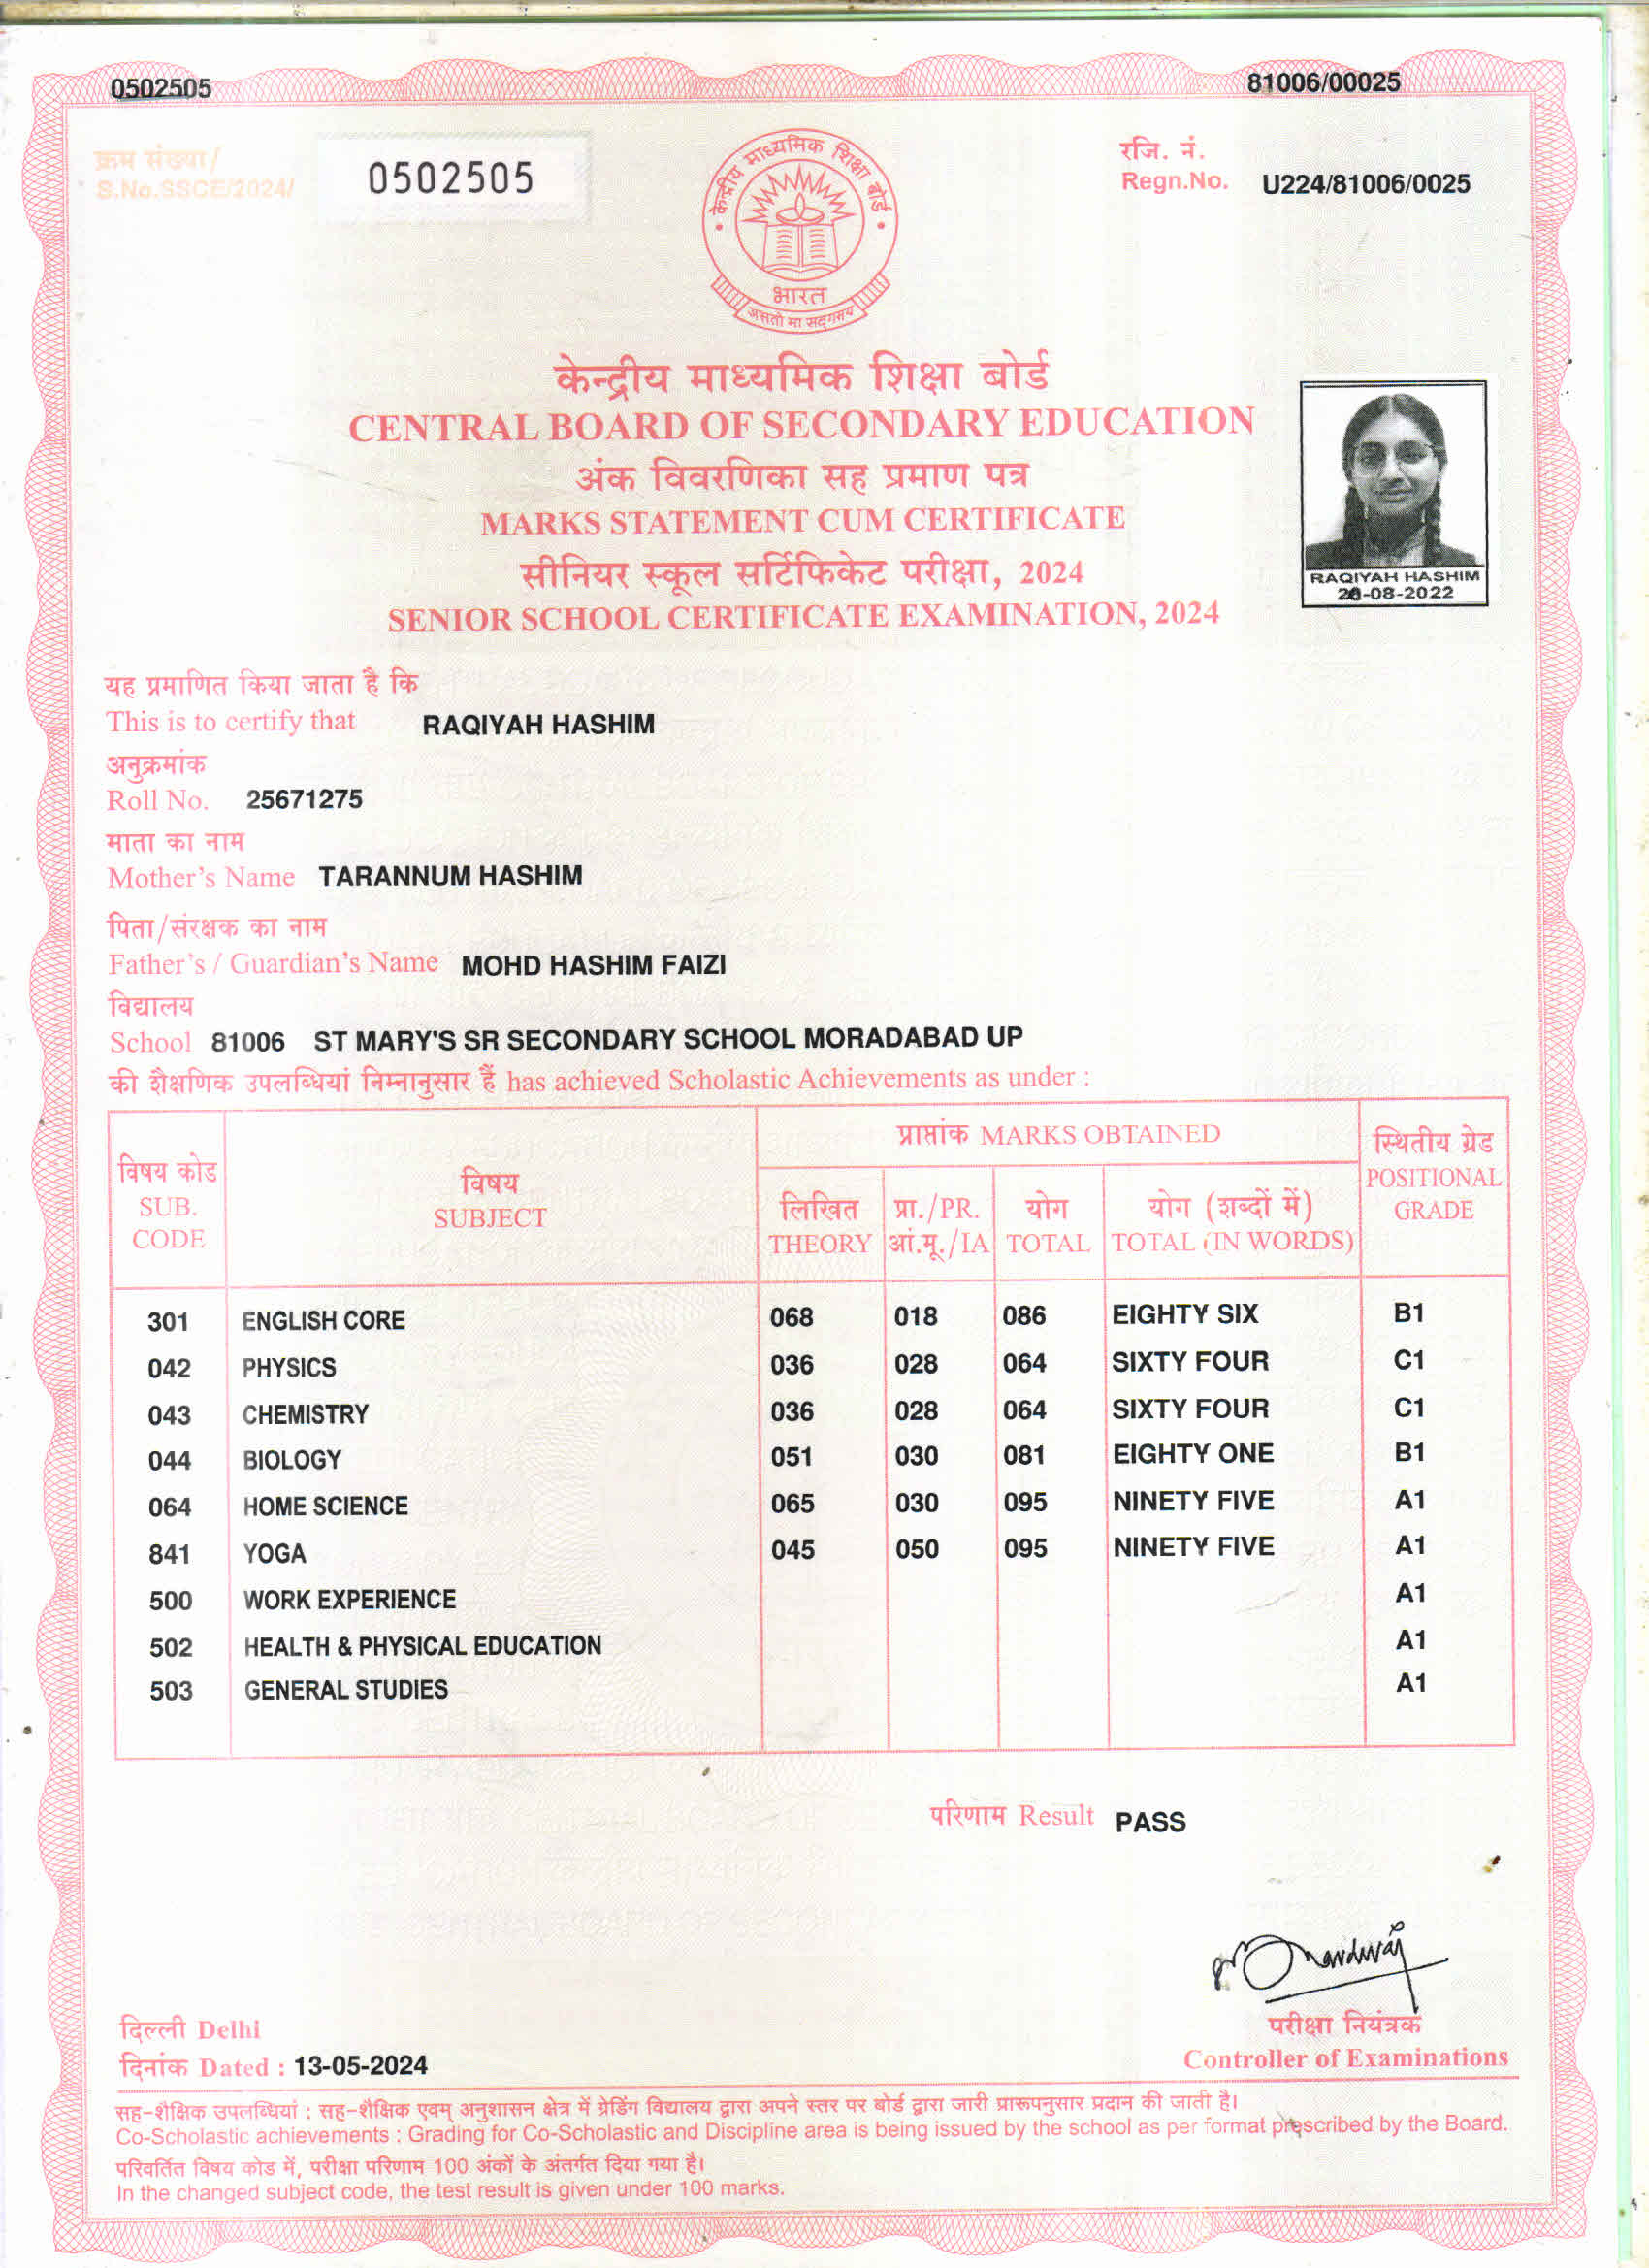 0502505
81006/00025
क्रम संख्या/
S.No.SSCE/2024/
0502505
रजि. नं.
Regn.No. U224/81006/0025
केन्द्रीय माध्यमिक शिक्षा बोर्ड
भारत
असतो मा सद्गमय
केन्द्रीय माध्यमिक शिक्षा बोर्ड
CENTRAL BOARD OF SECONDARY EDUCATION
अंक विवरणिका सह प्रमाण पत्र
MARKS STATEMENT CUM CERTIFICATE
सीनियर स्कूल सर्टिफिकेट परीक्षा, 2024
SENIOR SCHOOL CERTIFICATE EXAMINATION, 2024
RAQIYAH HASHIM
-08-2022
यह प्रमाणित किया जाता है कि
This is to certify that RAQIYAH HASHIM
अनुक्रमांक
Roll No. 25671275
माता का नाम
Mother's Name TARANNUM HASHIM
पिता/संरक्षक का नाम
Father's / Guardian's Name MOHD HASHIM FAIZI
विद्यालय
School 81006 ST MARY'S SR SECONDARY SCHOOL MORADABAD UP
की शैक्षणिक उपलब्धियां निम्नानुसार हैं has achieved Scholastic Achievements as under :
विषय कोड
SUB.
CODE
विषय
SUBJECT
प्राप्तांक MARKS OBTAINED
लिखित
THEORY
प्रा./PR.
आं.मू./IA
योग
TOTAL
योग (शब्दों में)
TOTAL (IN WORDS)
स्थितीय ग्रेड
POSITIONAL
GRADE
301 ENGLISH CORE 068 018 086 EIGHTY SIX B1
042 PHYSICS 036 028 064 SIXTY FOUR C1
043 CHEMISTRY 036 028 064 SIXTY FOUR C1
044 BIOLOGY 051 030 081 EIGHTY ONE B1
064 HOME SCIENCE 065 030 095 NINETY FIVE A1
841 YOGA 045 050 095 NINETY FIVE A1
500 WORK EXPERIENCE A1
502 HEALTH & PHYSICAL EDUCATION A1
503 GENERAL STUDIES A1
परिणाम Result PASS
परीक्षा नियंत्रक
Controller of Examinations
दिल्ली Delhi
दिनांक Dated : 13-05-2024
सह-शैक्षिक उपलब्धियां : सह-शैक्षिक एवम् अनुशासन क्षेत्र में ग्रेडिंग विद्यालय द्वारा अपने स्तर पर बोर्ड द्वारा जारी प्रारूपनुसार प्रदान की जाती है।
Co-Scholastic achievements : Grading for Co-Scholastic and Discipline area is being issued by the school as per format prescribed by the Board.
परिवर्तित विषय कोड में, परीक्षा परिणाम 100 अंकों के अंतर्गत दिया गया है।
In the changed subject code, the test result is given under 100 marks.